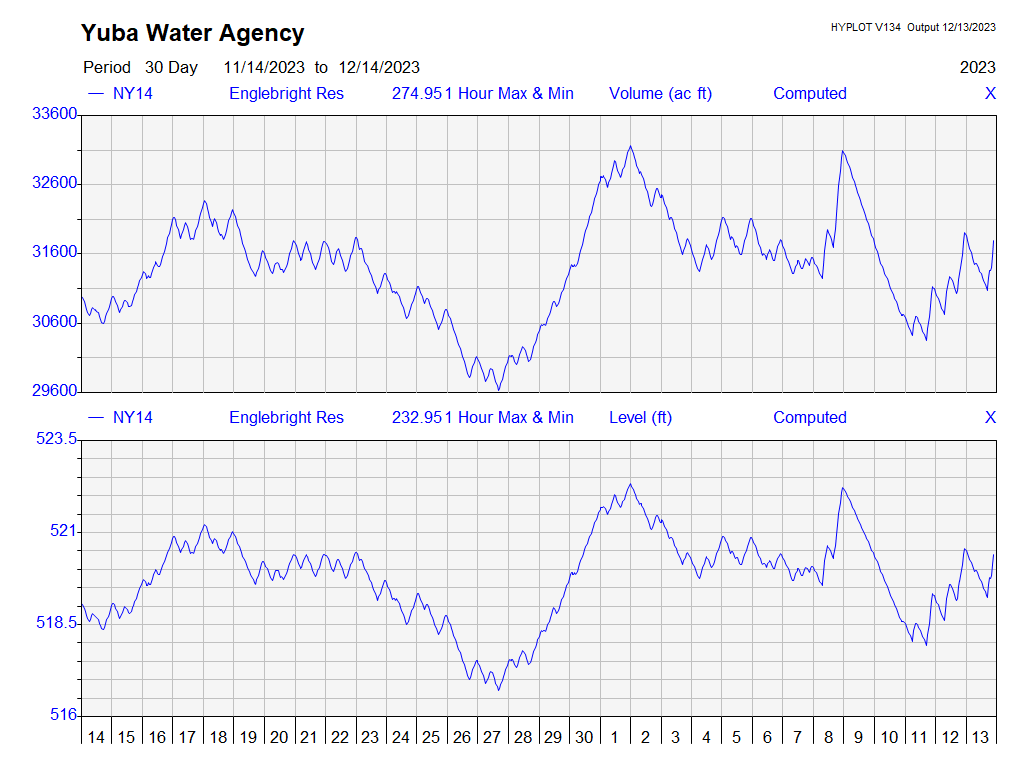 Yuba Water Agency
HYPLOT V134 Output 12/13/2023
Period 30 Day 11/14/2023 to 12/14/2023 2023
NY14 Englebright Res 274.951 Hour Max & Min Volume (ac ft) Computed X
33600
32600
31600
30600
29600
NY14 Englebright Res 232.951 Hour Max & Min Level (ft) Computed X
523.5
521
518.5
516
14 15 16 17 18 19 20 21 22 23 24 25 26 27 28 29 30 1 2 3 4 5 6 7 8 9 10 11 12 13